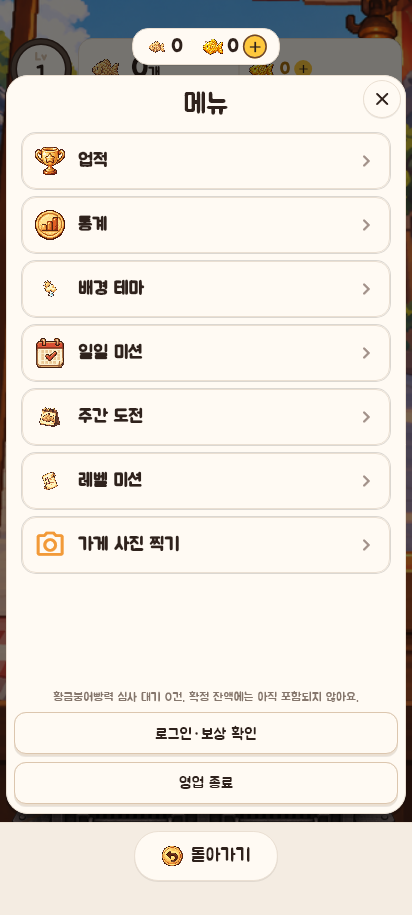 0 0
Lv
1
0개
0
메뉴
업적
통계
배경 테마
일일 미션
주간 도전
레벨 미션
가게 사진 찍기
황금붕어빵력 심사 대기 0건, 확정 잔액에는 아직 포함되지 않아요.
로그인·보상 확인
영업 종료
돌아가기